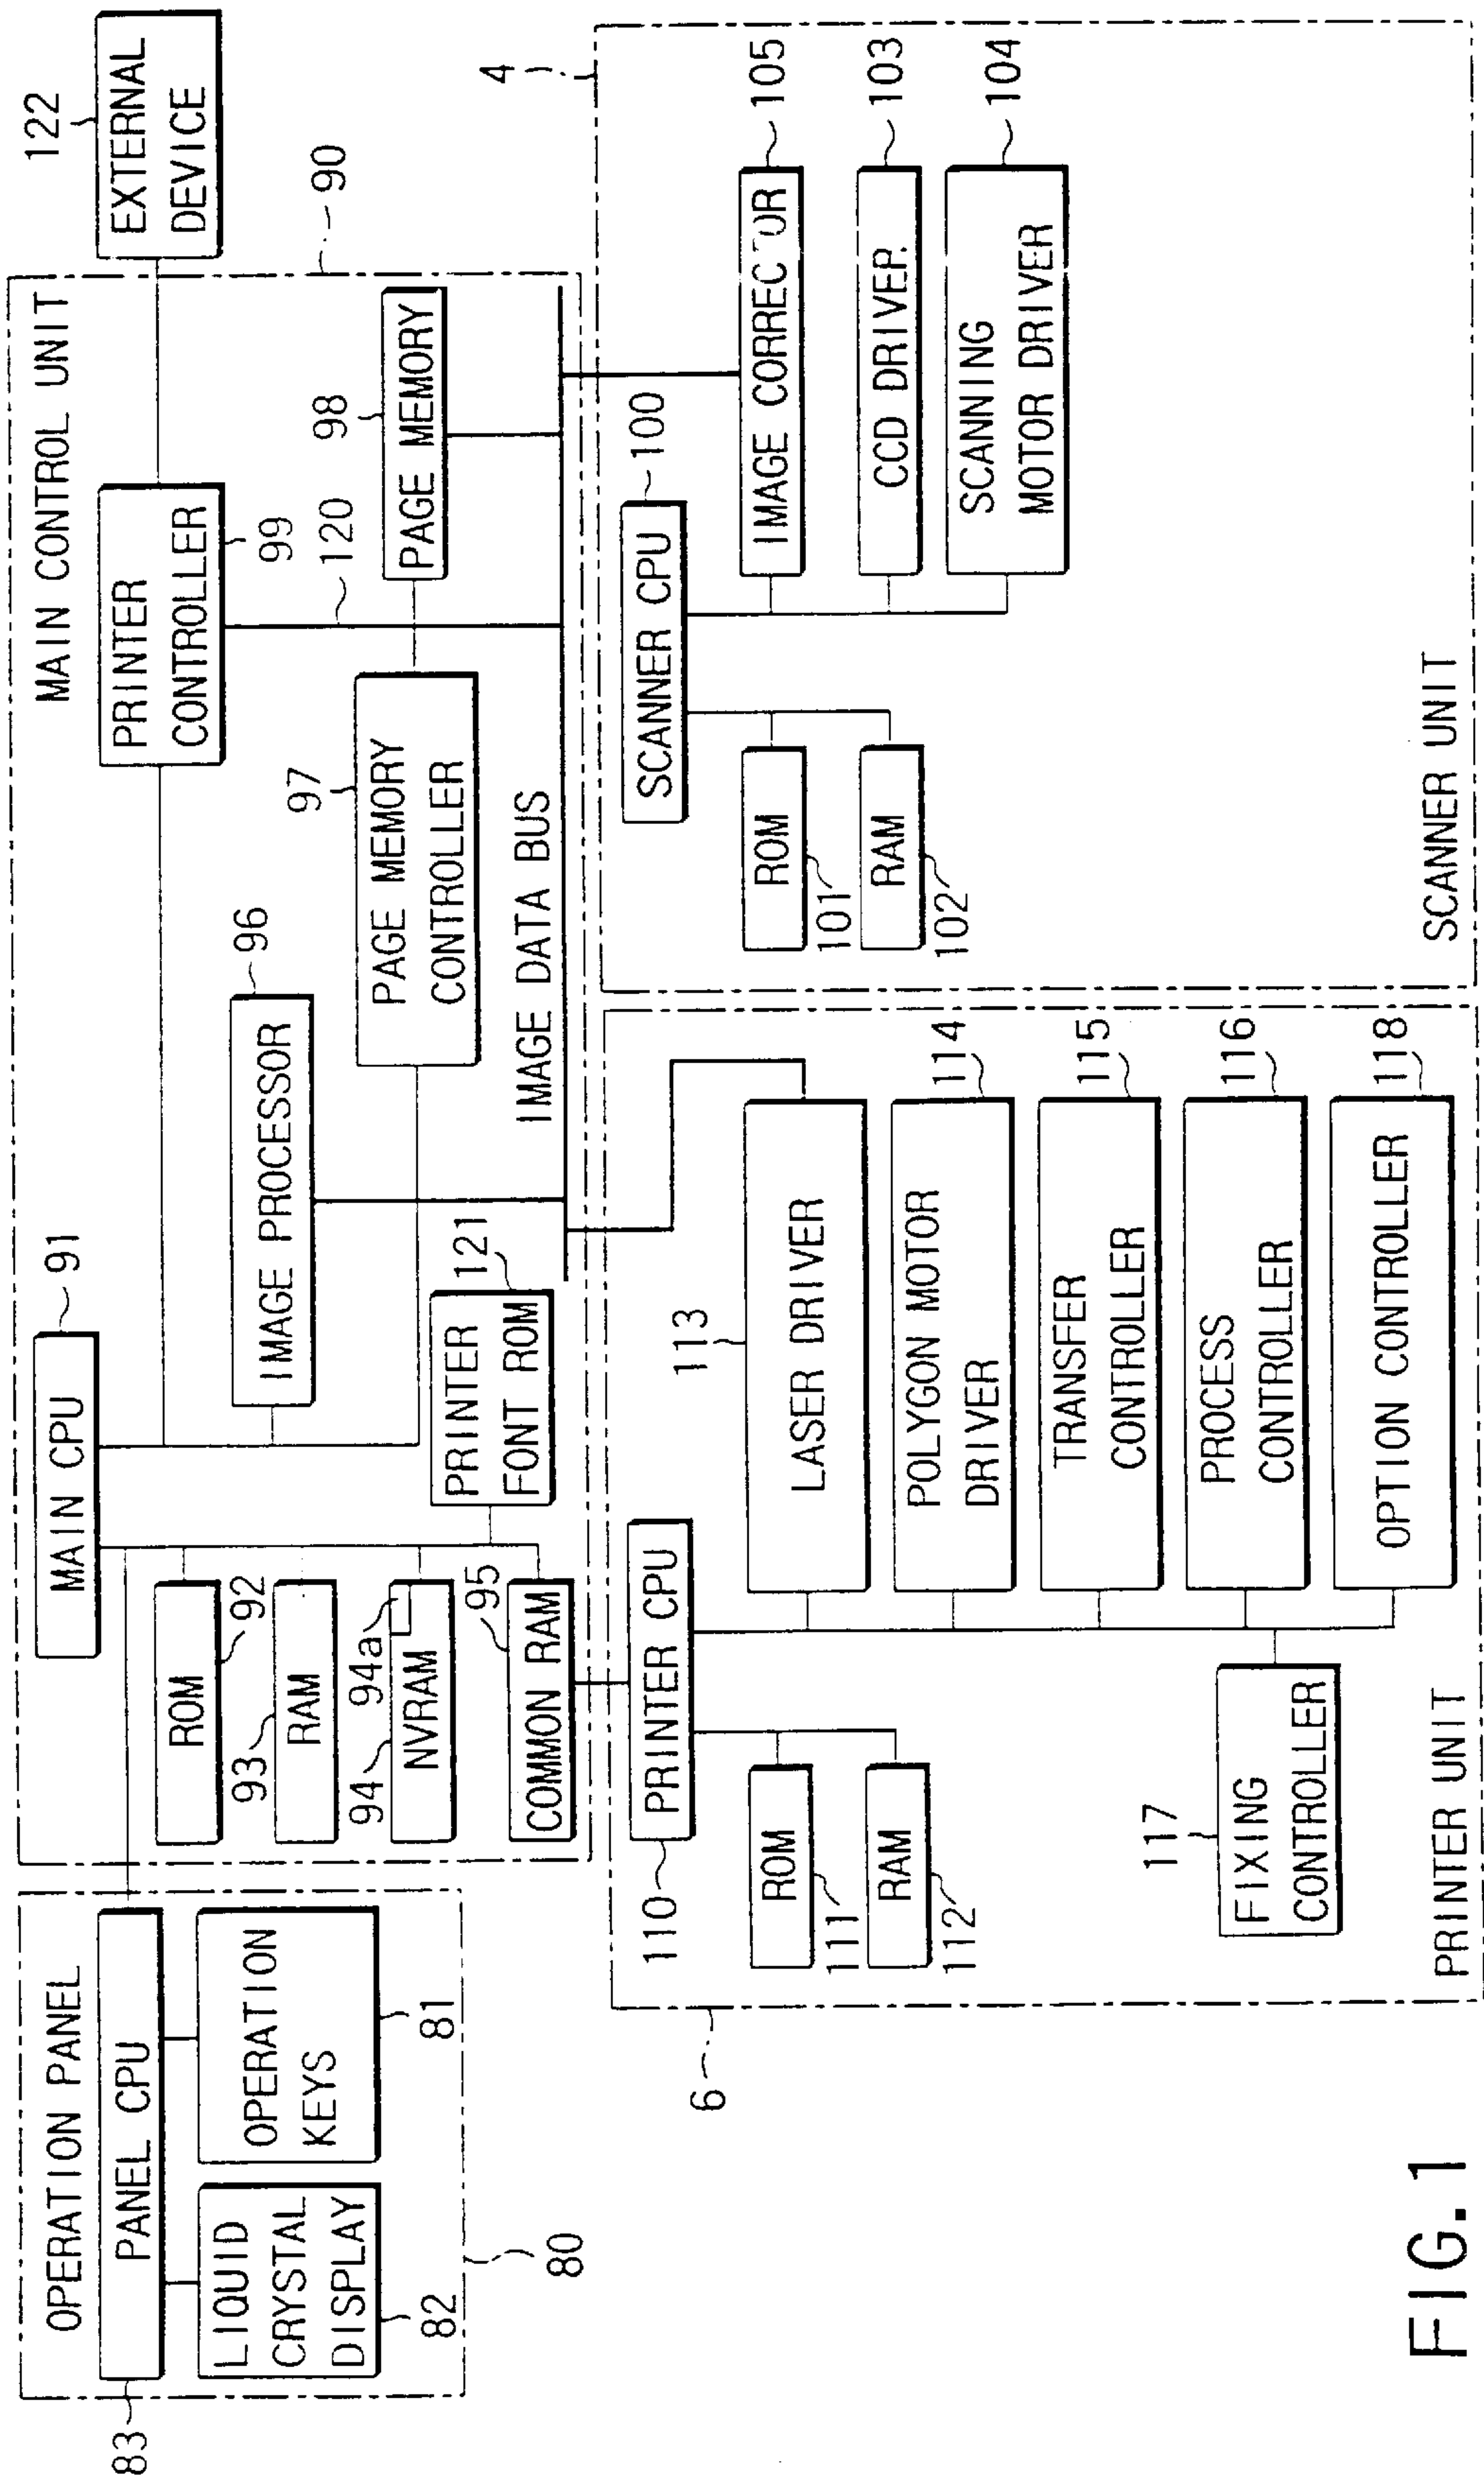 OPERATION PANEL
83
PANEL CPU
LIQUID
CRYSTAL
DISPLAY
82
OPERATION
KEYS
81
80
MAIN CONTROL UNIT
90
MAIN CPU
91
ROM
92
93
RAM
94
94a
NVRAM
95
COMMON RAM
PRINTER
FONT ROM
121
IMAGE PROCESSOR
96
97
PAGE MEMORY
CONTROLLER
98
PAGE MEMORY
PRINTER
CONTROLLER
99
120
IMAGE DATA BUS
122
EXTERNAL
DEVICE
6
110
PRINTER CPU
ROM
111
RAM
112
113
LASER DRIVER
POLYGON MOTOR
DRIVER
114
TRANSFER
CONTROLLER
115
PROCESS
CONTROLLER
116
117
FIXING
CONTROLLER
OPTION CONTROLLER
118
PRINTER UNIT
4
SCANNER CPU
100
ROM
101
RAM
102
IMAGE CORRECTOR
105
CCD DRIVER
103
SCANNING
MOTOR DRIVER
104
SCANNER UNIT
FIG. 1